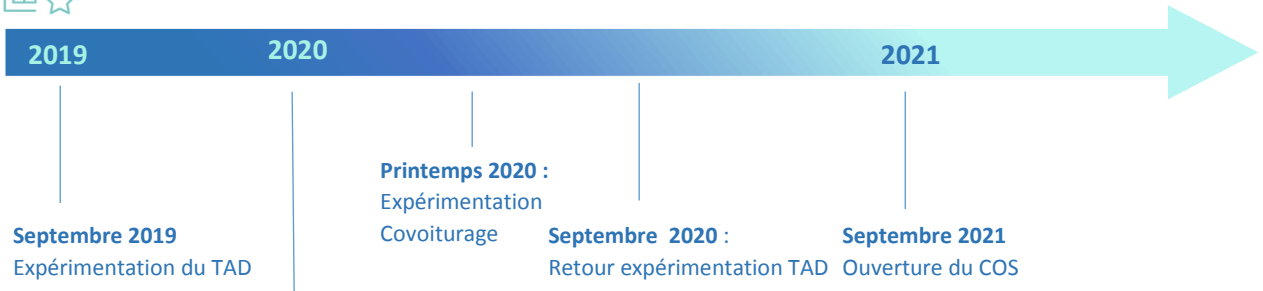 2019
2020
2021
Printemps 2020 :
Expérimentation
Covoiturage
Septembre 2019
Expérimentation du TAD
Septembre 2020 :
Retour expérimentation TAD
Septembre 2021
Ouverture du COS